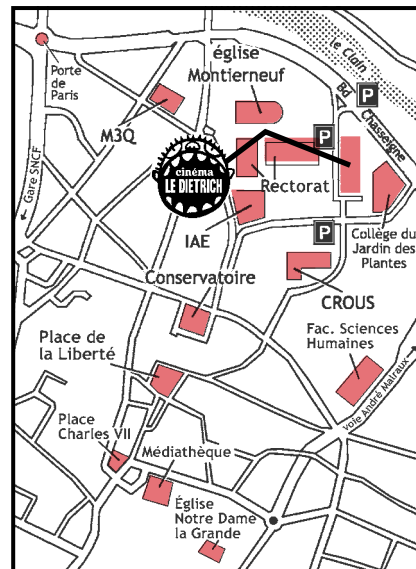 église
Montierneuf
le Clain
Bd
Chasseigne
P
Porte
de
Paris
M3Q
P
cinéma
LE DIETRICH
Rectorat
← Gare SNCF
IAE
P
Collège du
Jardin des
Plantes
Conservatoire
CROUS
Place de
la Liberté
Fac. Sciences
Humaines
voie André Malraux
Place
Charles VII
Médiathèque
Église
Notre Dame
la Grande